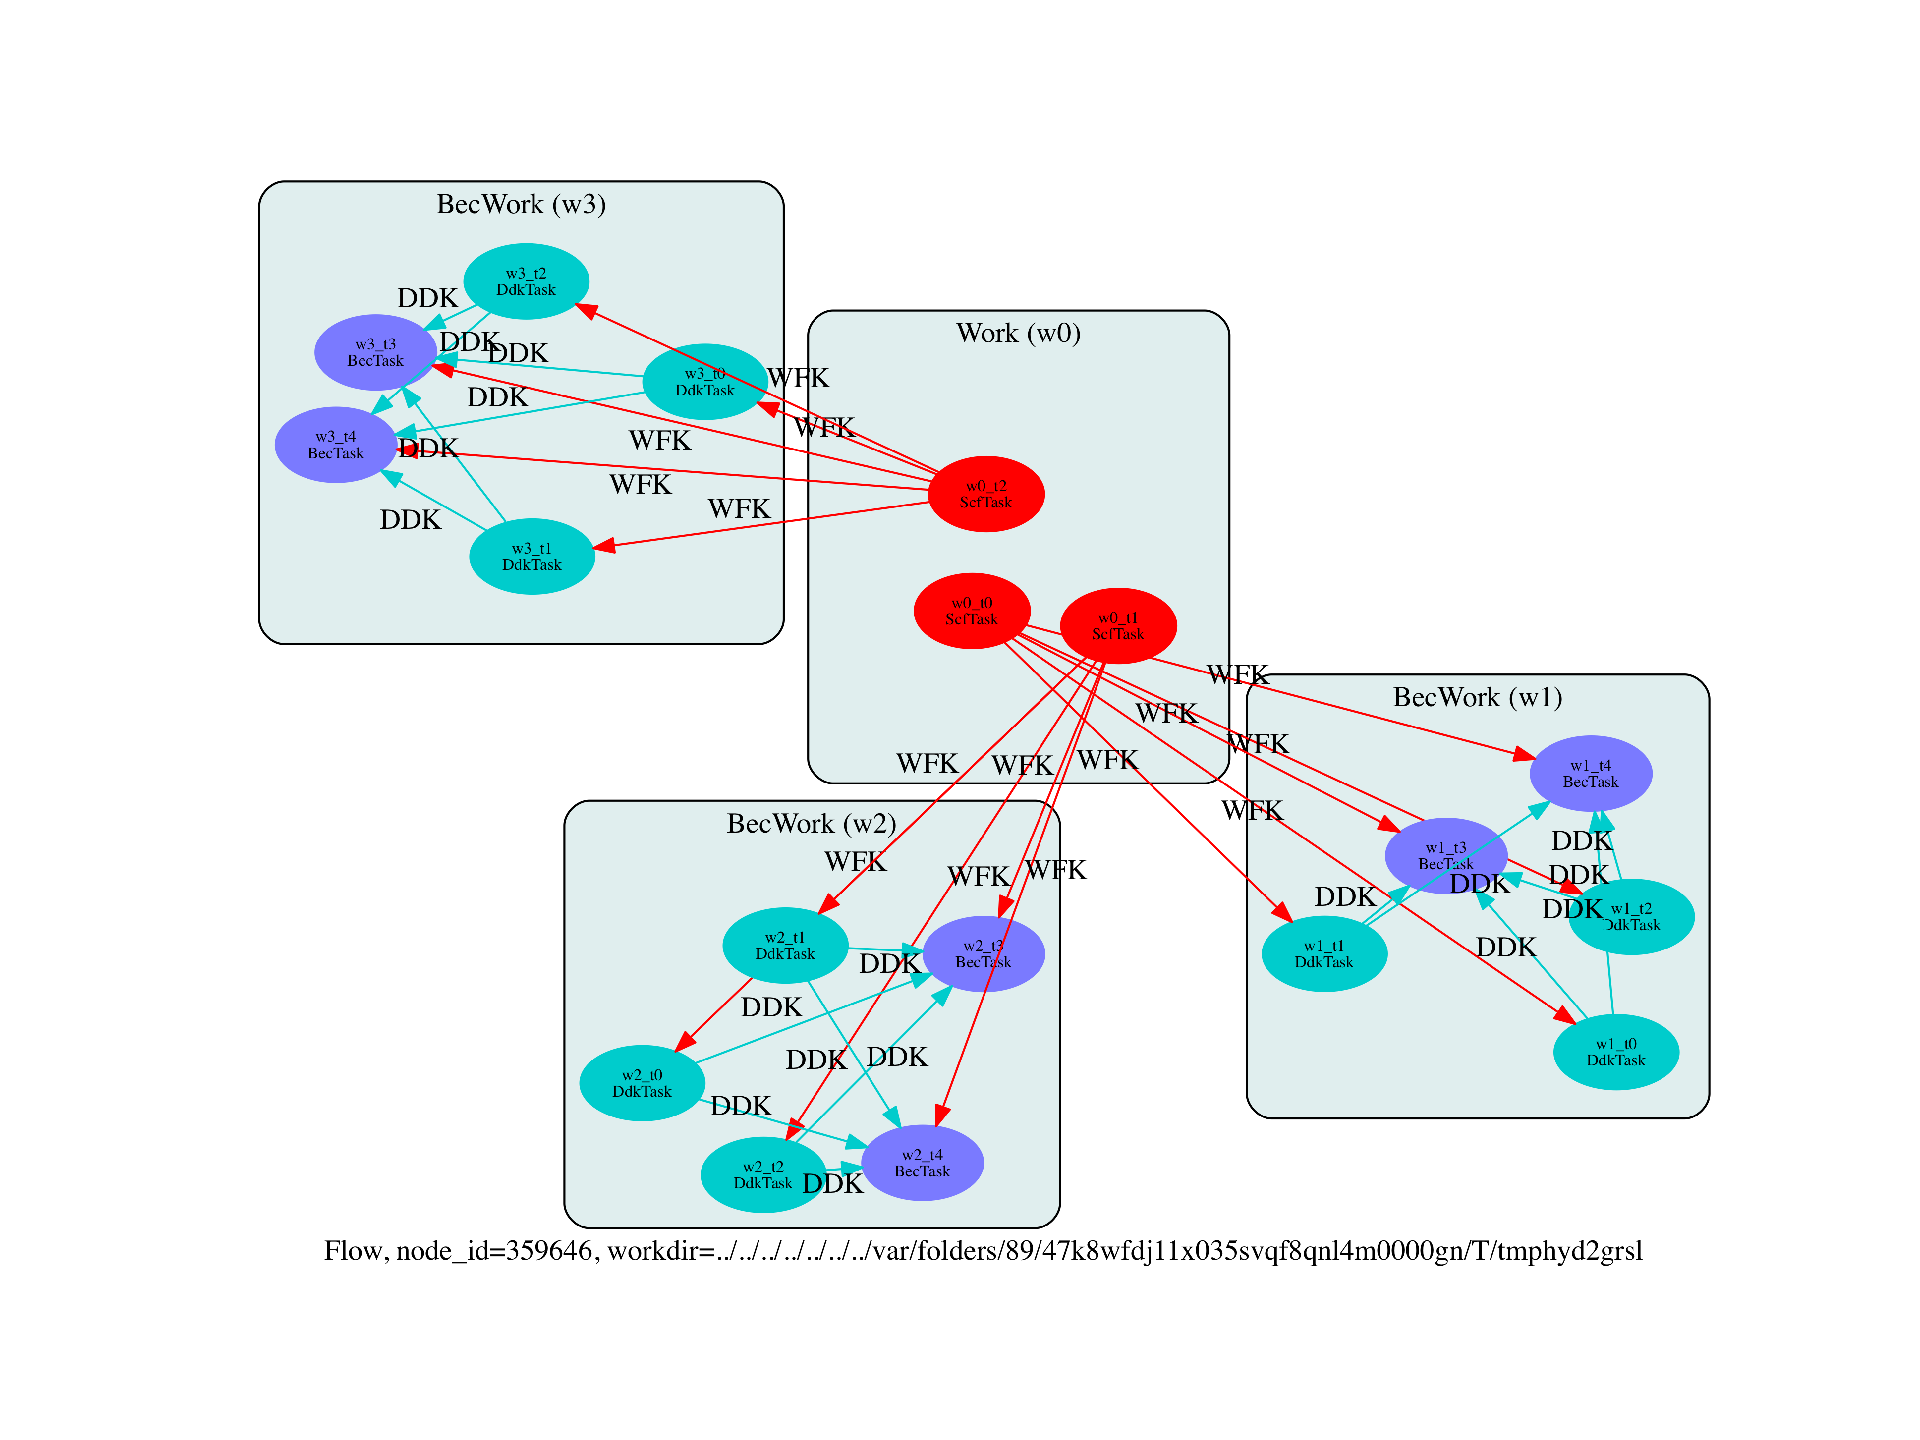 BecWork (w3)
w3_t2
DdkTask
DDK
w3_t3
BecTask
DDK
DDK
w3_t0
DdkTask
DDK
w3_t4
BecTask
DDK
DDK
w3_t1
DdkTask
WFK
WFK
WFK
WFK
WFK
Work (w0)
w0_t2
ScfTask
w0_t0
ScfTask
w0_t1
ScfTask
WFK
WFK
WFK
WFK
WFK
WFK
WFK
WFK
WFK
WFK
BecWork (w1)
w1_t4
BecTask
w1_t3
BecTask
DDK
DDK
DDK
DDK
DDK
DDK
w1_t2
DdkTask
w1_t1
DdkTask
w1_t0
DdkTask
BecWork (w2)
w2_t1
DdkTask
w2_t3
BecTask
DDK
DDK
DDK
DDK
w2_t0
DdkTask
DDK
w2_t2
DdkTask
DDK
w2_t4
BecTask
Flow, node_id=359646, workdir=../../../../../../../var/folders/89/47k8wfdj11x035svqf8qnl4m0000gn/T/tmphyd2grsl